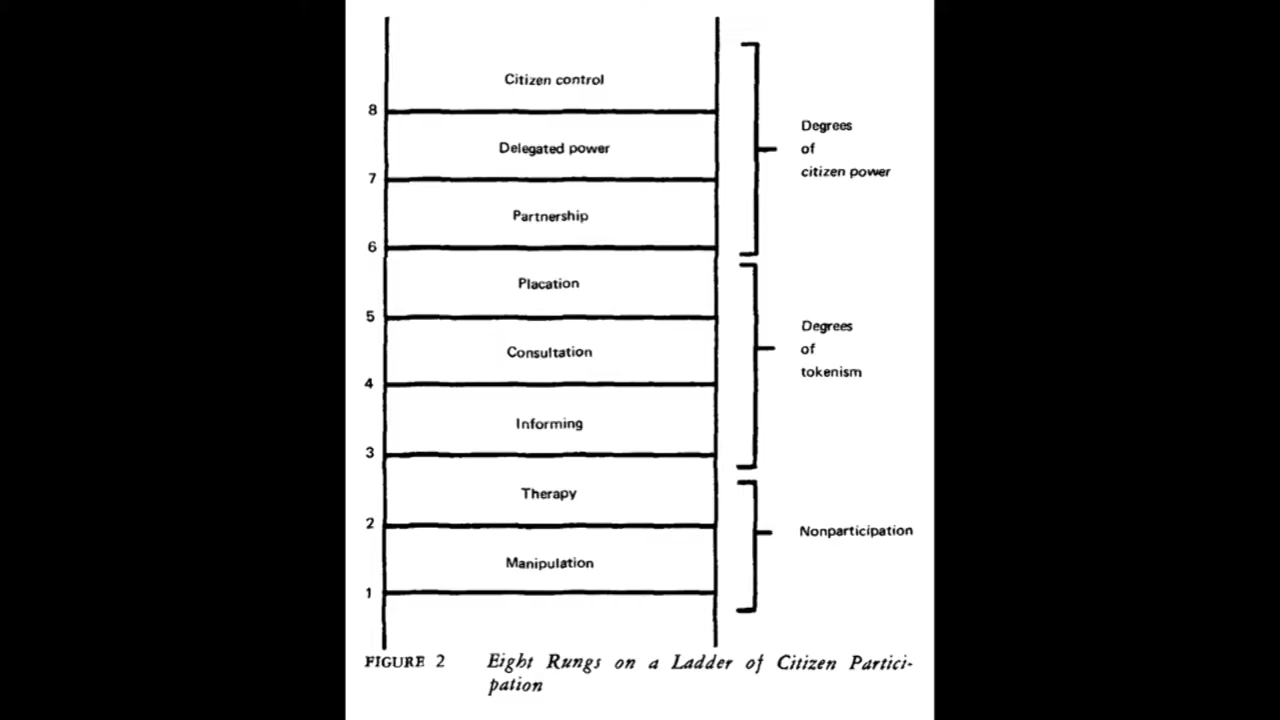 Citizen control
8
Degrees
Delegated power
of
7
citizen power
Partnership
6
Placation
5
Degrees
Consultation
of
4
tokenism
Informing
3
Therapy
2
Nonparticipation
Manipulation
1
FIGURE 2 Eight Rungs on a Ladder of Citizen Partici-
pation